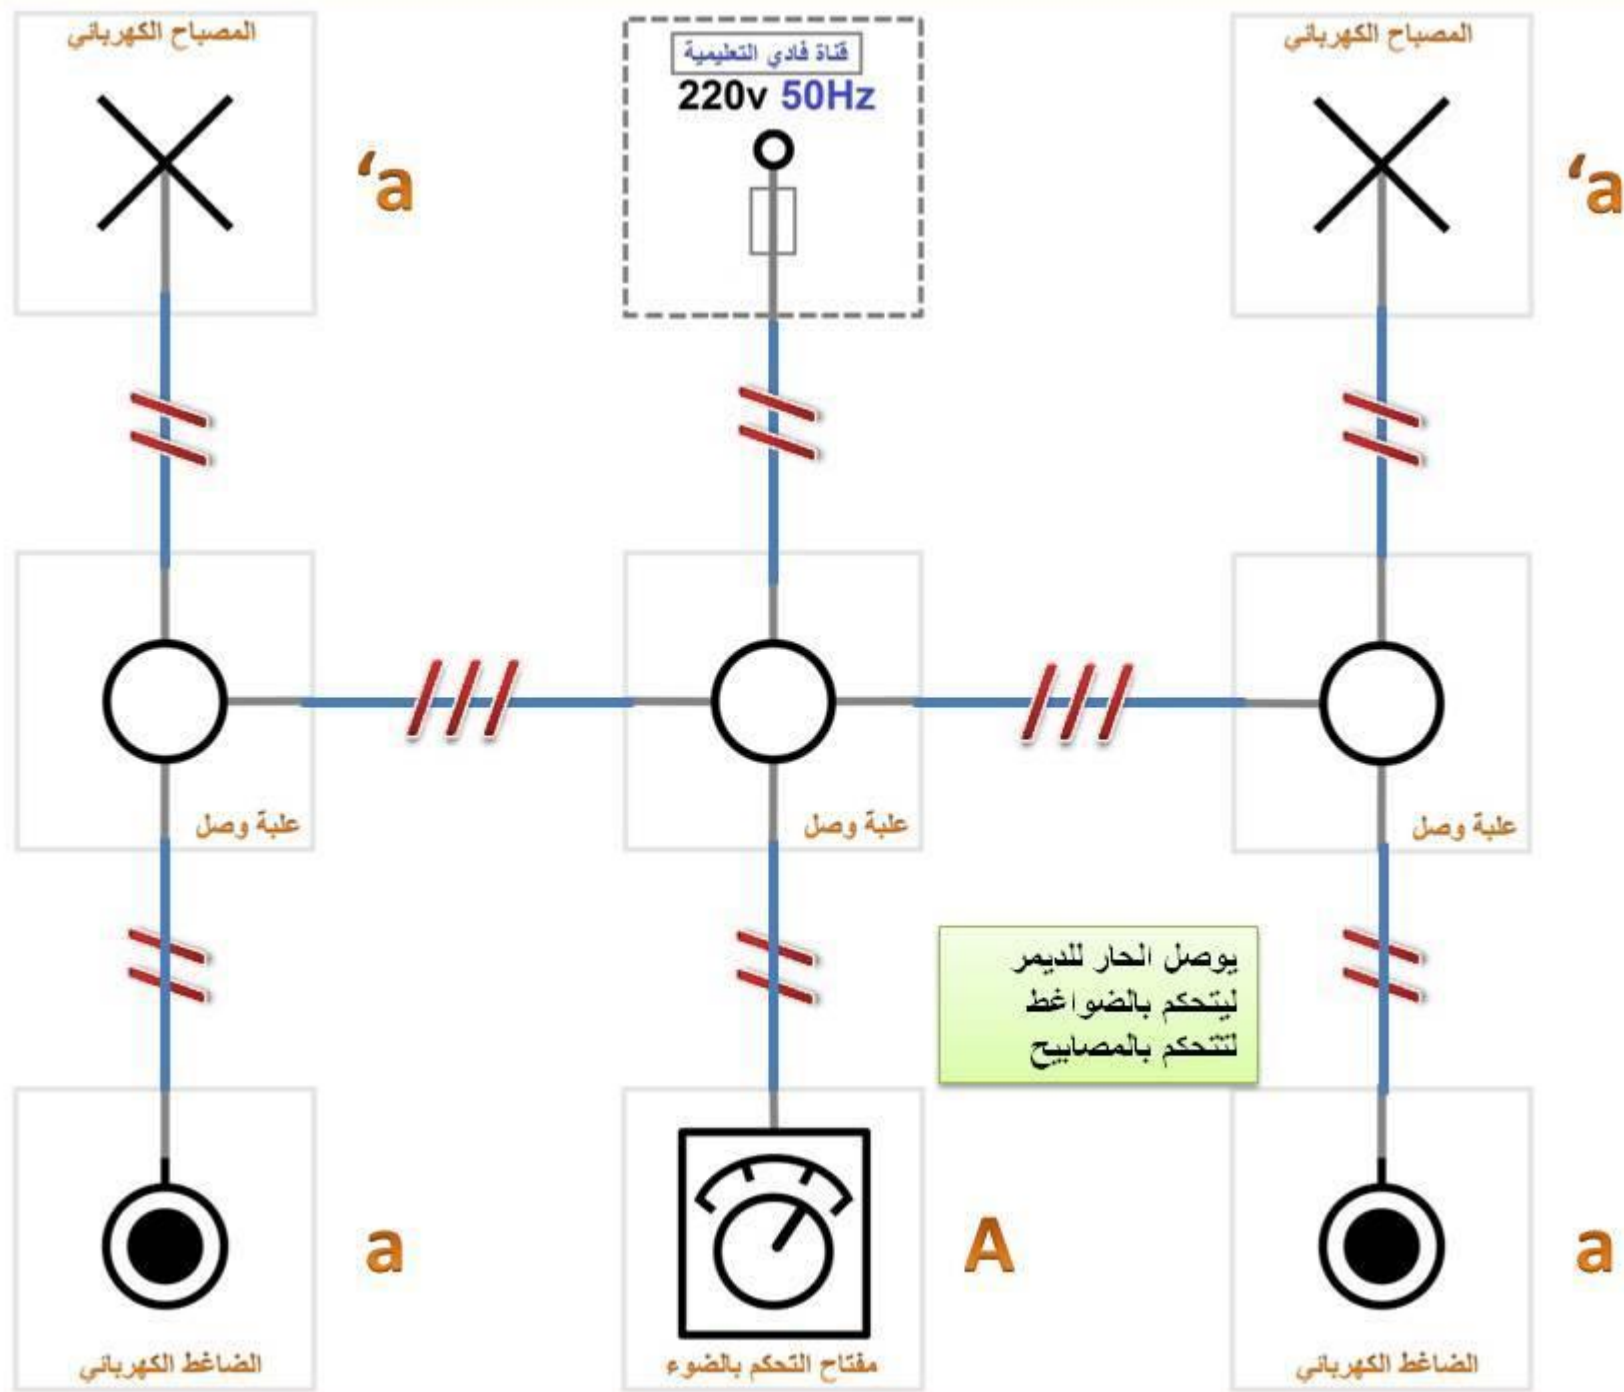 المصباح الكهربائي
قناة فادي التعليمية
220v 50Hz
المصباح الكهربائي
‘a
‘a
علبة وصل
علبة وصل
علبة وصل
يوصل الحار للديمر
ليتحكم بالضواغط
لتتحكم بالمصابيح
a
A
a
الضاغط الكهربائي
مفتاح التحكم بالضوء
الضاغط الكهربائي